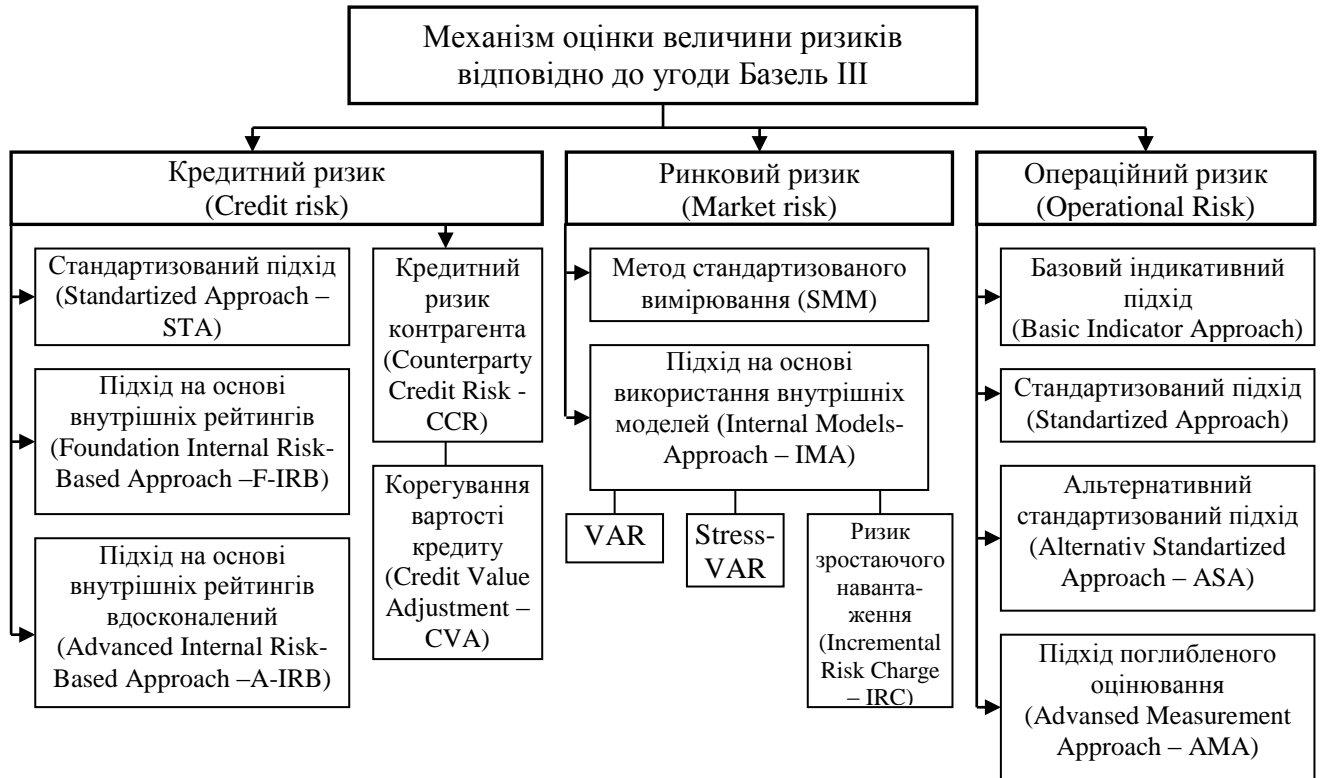 Механізм оцінки величини ризиків
відповідно до угоди Базель III
Кредитний ризик
(Credit risk)
Стандартизований підхід
(Standartized Approach –
STA)
Підхід на основі
внутрішніх рейтингів
(Foundation Internal Risk-
Based Approach –F-IRB)
Підхід на основі
внутрішніх рейтингів
вдосконалений
(Advanced Internal Risk-
Based Approach –A-IRB)
Кредитний
ризик
контрагента
(Counterparty
Credit Risk -
CCR)
Корегування
вартості
кредиту
(Credit Value
Adjustment –
CVA)
Ринковий ризик
(Market risk)
Метод стандартизованого
вимірювання (SMM)
Підхід на основі
використання внутрішніх
моделей (Internal Models-
Approach – IMA)
VAR
Stress-
VAR
Ризик
зростаючого
наванта-
ження
(Incremental
Risk Charge
– IRC)
Операційний ризик
(Operational Risk)
Базовий індикативний
підхід
(Basic Indicator Approach)
Стандартизований підхід
(Standartized Approach)
Альтернативний
стандартизований підхід
(Alternativ Standartized
Approach – ASA)
Підхід поглибленого
оцінювання
(Advansed Measurement
Approach – AMA)